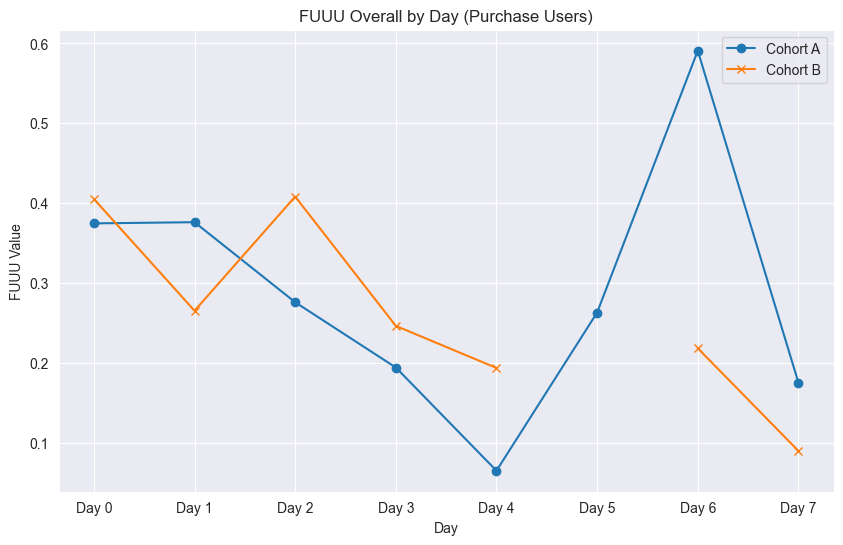 FUUU Overall by Day (Purchase Users)
Cohort A
Cohort B
FUUU Value
0.6
0.5
0.4
0.3
0.2
0.1
Day 0 Day 1 Day 2 Day 3 Day 4 Day 5 Day 6 Day 7
Day